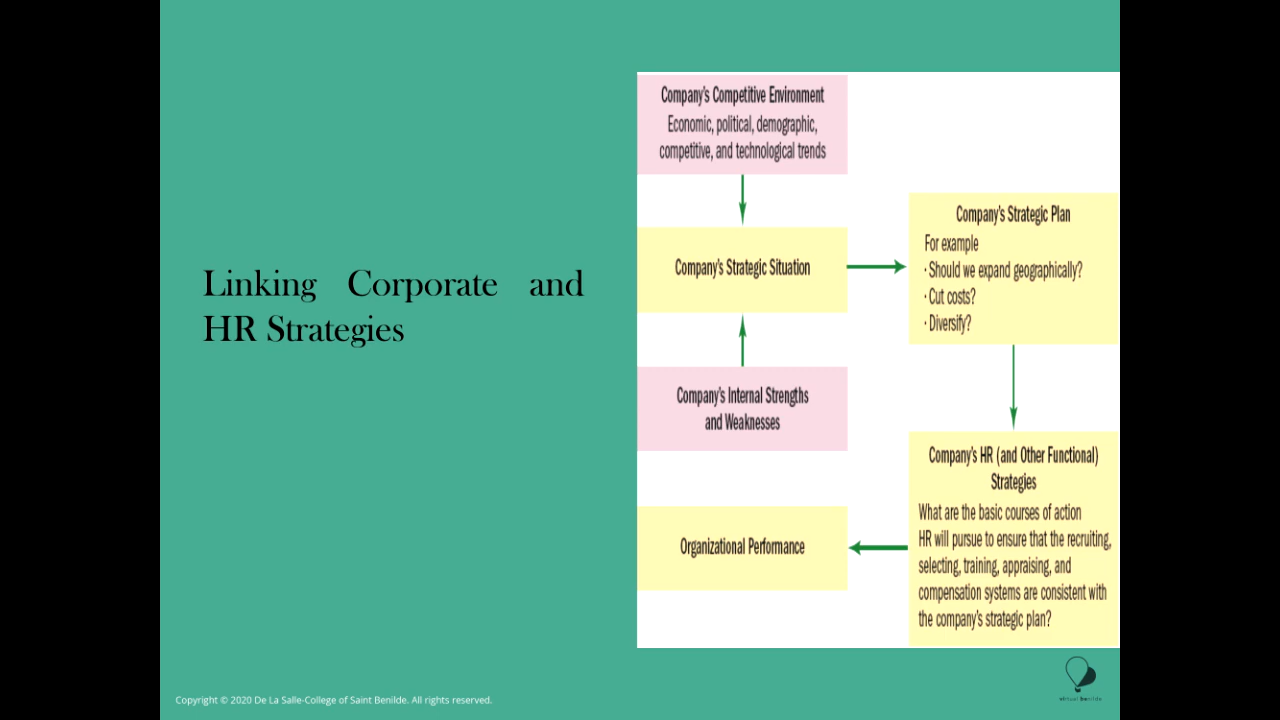 Linking Corporate and
HR Strategies
Company's Competitive Environment
Economic, political, demographic,
competitive, and technological trends
Company's Strategic Situation
Company's Internal Strengths
and Weaknesses
Company's Strategic Plan
For example
· Should we expand geographically?
· Cut costs?
· Diversify?
Company's HR (and Other Functional)
Strategies
What are the basic courses of action
HR will pursue to ensure that the recruiting,
selecting, training, appraising, and
compensation systems are consistent with
the company's strategic plan?
Organizational Performance
virtual benilde
Copyright © 2020 De La Salle-College of Saint Benilde. All rights reserved.